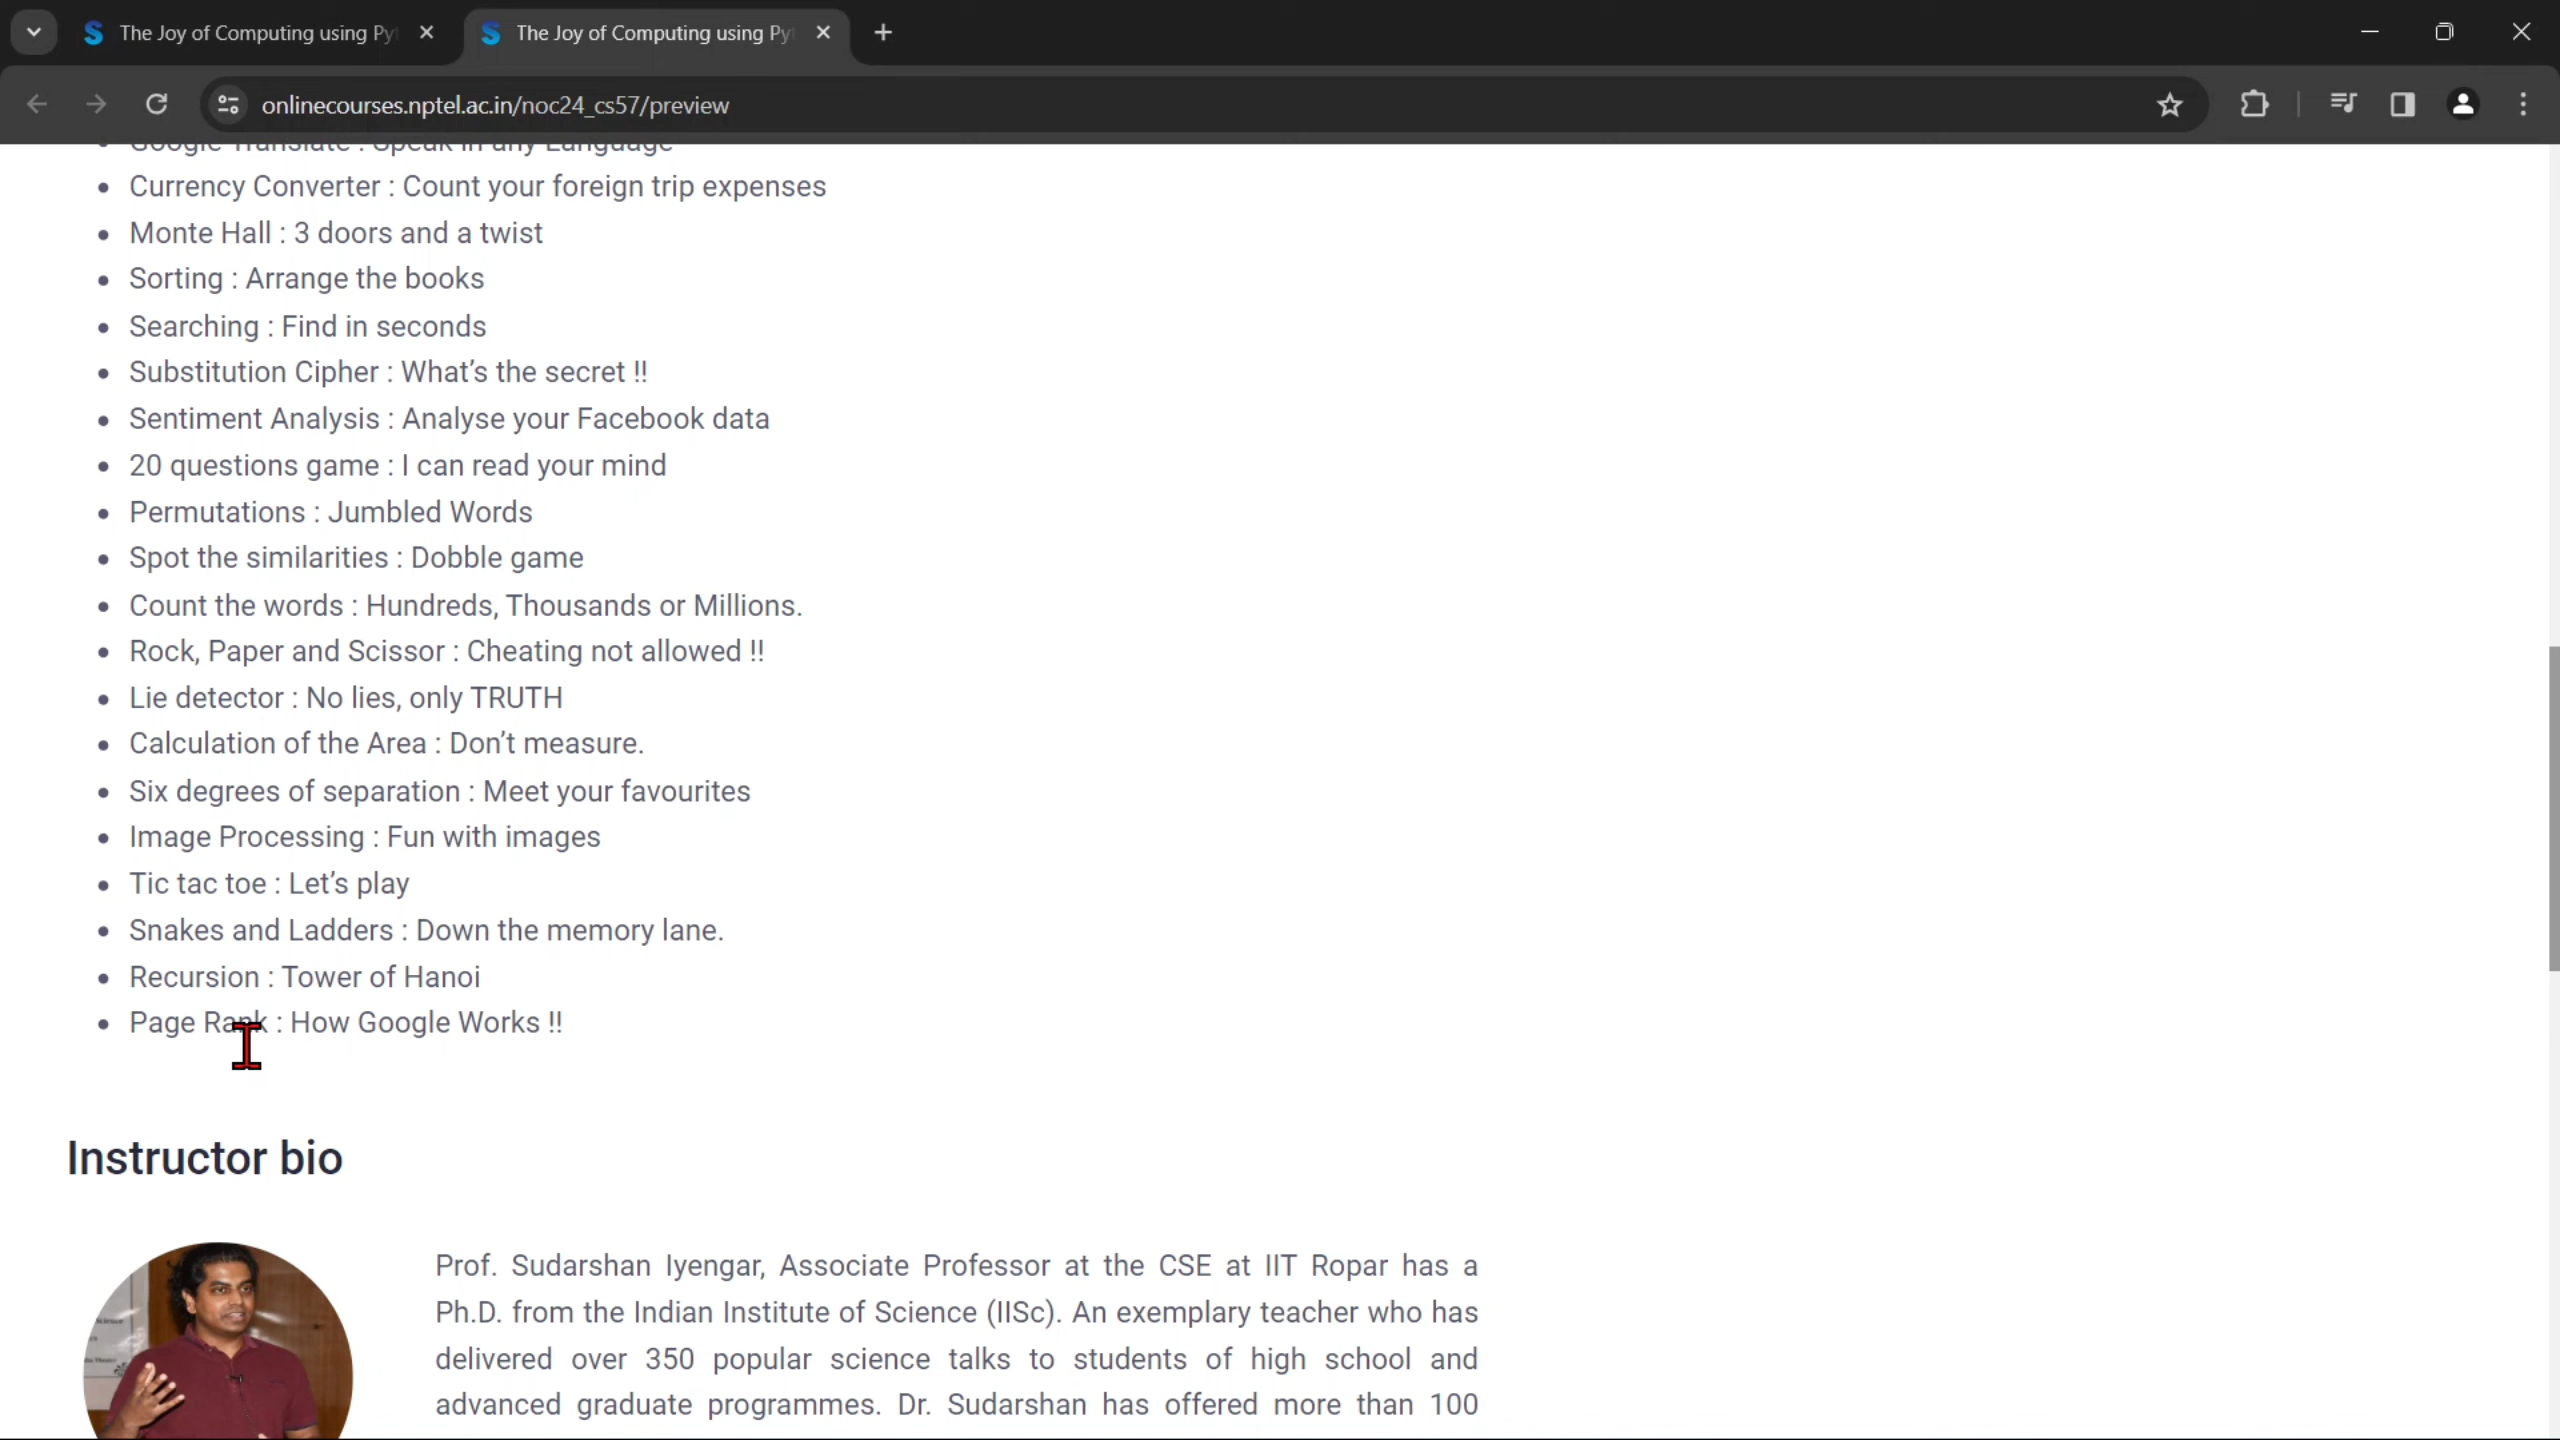 The Joy of Computing using Py
The Joy of Computing using Py
onlinecourses.nptel.ac.in/noc24_cs57/preview
Google Translate : Speak in any Language
Currency Converter : Count your foreign trip expenses
Monte Hall : 3 doors and a twist
Sorting : Arrange the books
Searching : Find in seconds
Substitution Cipher : What’s the secret !!
Sentiment Analysis : Analyse your Facebook data
20 questions game : I can read your mind
Permutations : Jumbled Words
Spot the similarities : Dobble game
Count the words : Hundreds, Thousands or Millions.
Rock, Paper and Scissor : Cheating not allowed !!
Lie detector : No lies, only TRUTH
Calculation of the Area : Don’t measure.
Six degrees of separation : Meet your favourites
Image Processing : Fun with images
Tic tac toe : Let’s play
Snakes and Ladders : Down the memory lane.
Recursion : Tower of Hanoi
Page Rank : How Google Works !!
Instructor bio
Prof. Sudarshan Iyengar, Associate Professor at the CSE at IIT Ropar has a
Ph.D. from the Indian Institute of Science (IISc). An exemplary teacher who has
delivered over 350 popular science talks to students of high school and
advanced graduate programmes. Dr. Sudarshan has offered more than 100